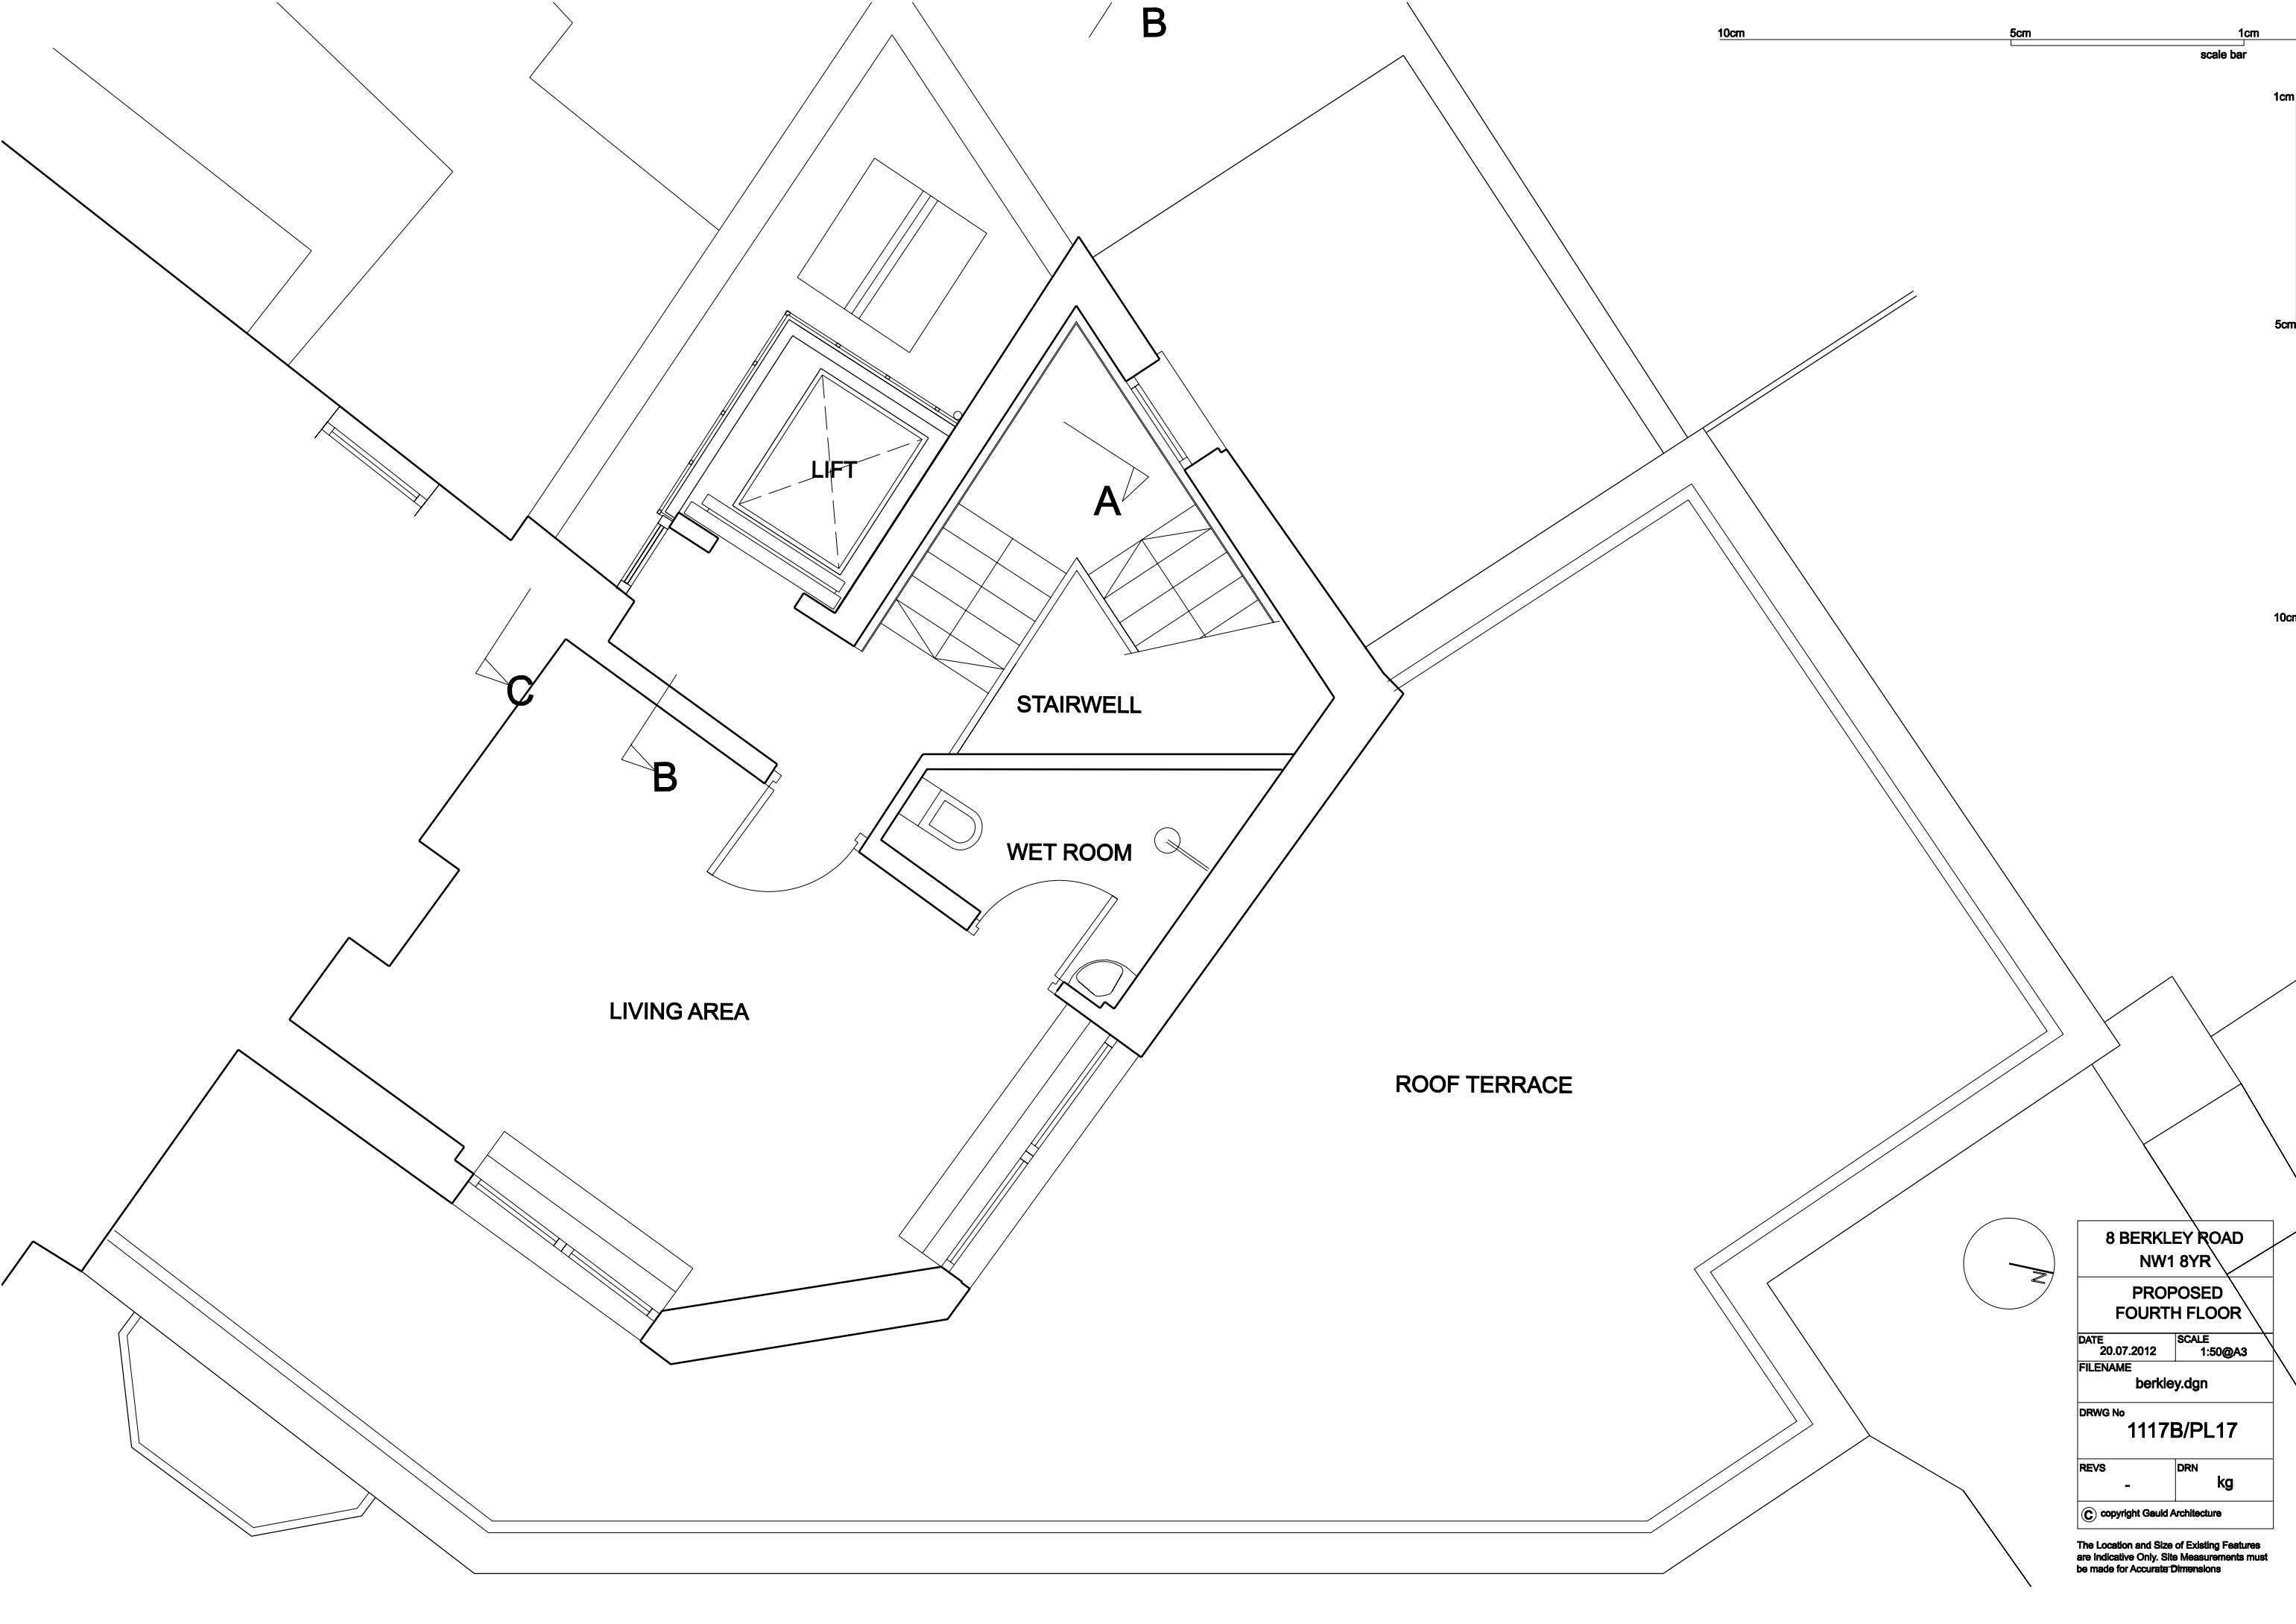 B
10cm
5cm
1cm
scale bar
1cm
5cm
10cm
LIFT
A
C
STAIRWELL
B
WET ROOM
LIVING AREA
ROOF TERRACE
N
8 BERKLEY ROAD
NW1 8YR
PROPOSED
FOURTH FLOOR
DATE
20.07.2012
SCALE
1:50@A3
FILENAME
berkley.dgn
DRWG No
1117B/PL17
REVS
-
DRN
kg
© copyright Gauld Architecture
The Location and Size of Existing Features
are Indicative Only. Site Measurements must
be made for Accurate Dimensions